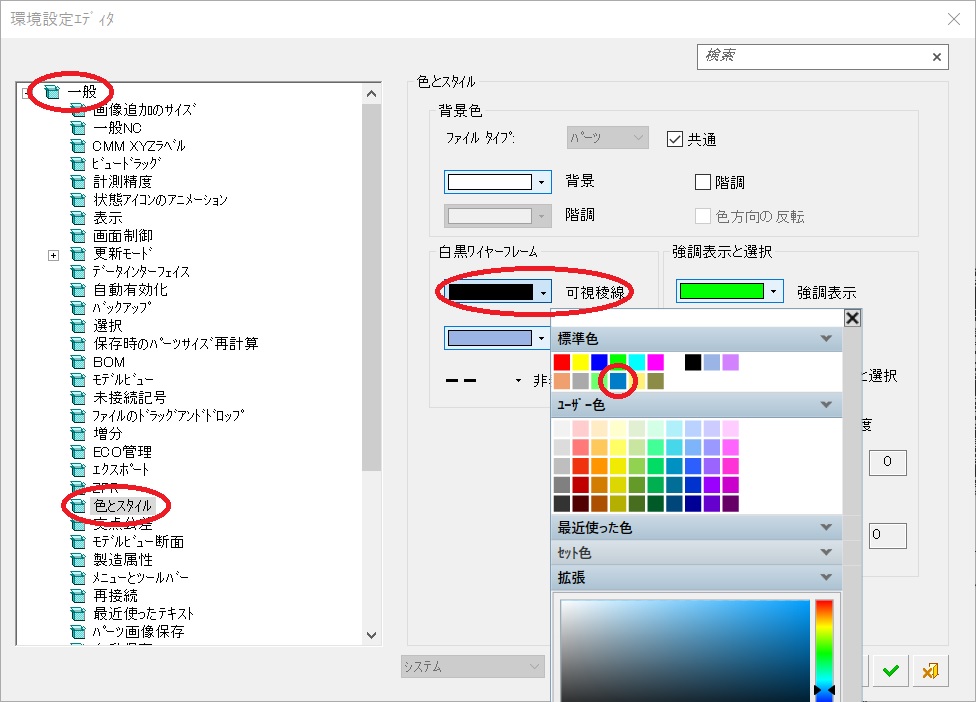 環境設定ｴﾃﾞｨﾀ
検索
一般
画像追加のｻｲｽﾞ
一般NC
CMM XYZﾗﾍﾞﾙ
ﾋﾞｭｰﾄﾞﾗｯｸﾞ
計測精度
状態ｱｲｺﾝのｱﾆﾒｰｼｮﾝ
表示
画面制御
更新ﾓｰﾄﾞ
ﾃﾞｰﾀｲﾝﾀｰﾌｪｲｽ
自動有効化
ﾊﾞｯｸｱｯﾌﾟ
選択
保存時のﾊﾟｰﾂｻｲｽﾞ再計算
BOM
ﾓﾃﾞﾙﾋﾞｭｰ
未接続記号
ﾌｧｲﾙのﾄﾞﾗｯｸﾞｱﾝﾄﾞﾄﾞﾛｯﾌﾟ
増分
ECO管理
ｴｸｽﾎﾟｰﾄ
ZPR
色とｽﾀｲﾙ
交点公差
ﾓﾃﾞﾙﾋﾞｭｰ断面
製造属性
ﾒﾆｭｰとﾂｰﾙﾊﾞｰ
再接続
最近使ったﾃｷｽﾄ
ﾊﾟｰﾂ画像保存
色とｽﾀｲﾙ
背景色
ﾌｧｲﾙ ﾀｲﾌﾟ:
ﾊﾟｰﾂ
共通
背景
階調
階調
色方向の反転
白黒ﾜｲﾔｰﾌﾚｰﾑ
可視稜線
強調表示と選択
強調表示
標準色
ﾕｰｻﾞｰ色
最近使った色
ｾｯﾄ色
拡張
と選択
度
0
0
ｼｽﾃﾑ